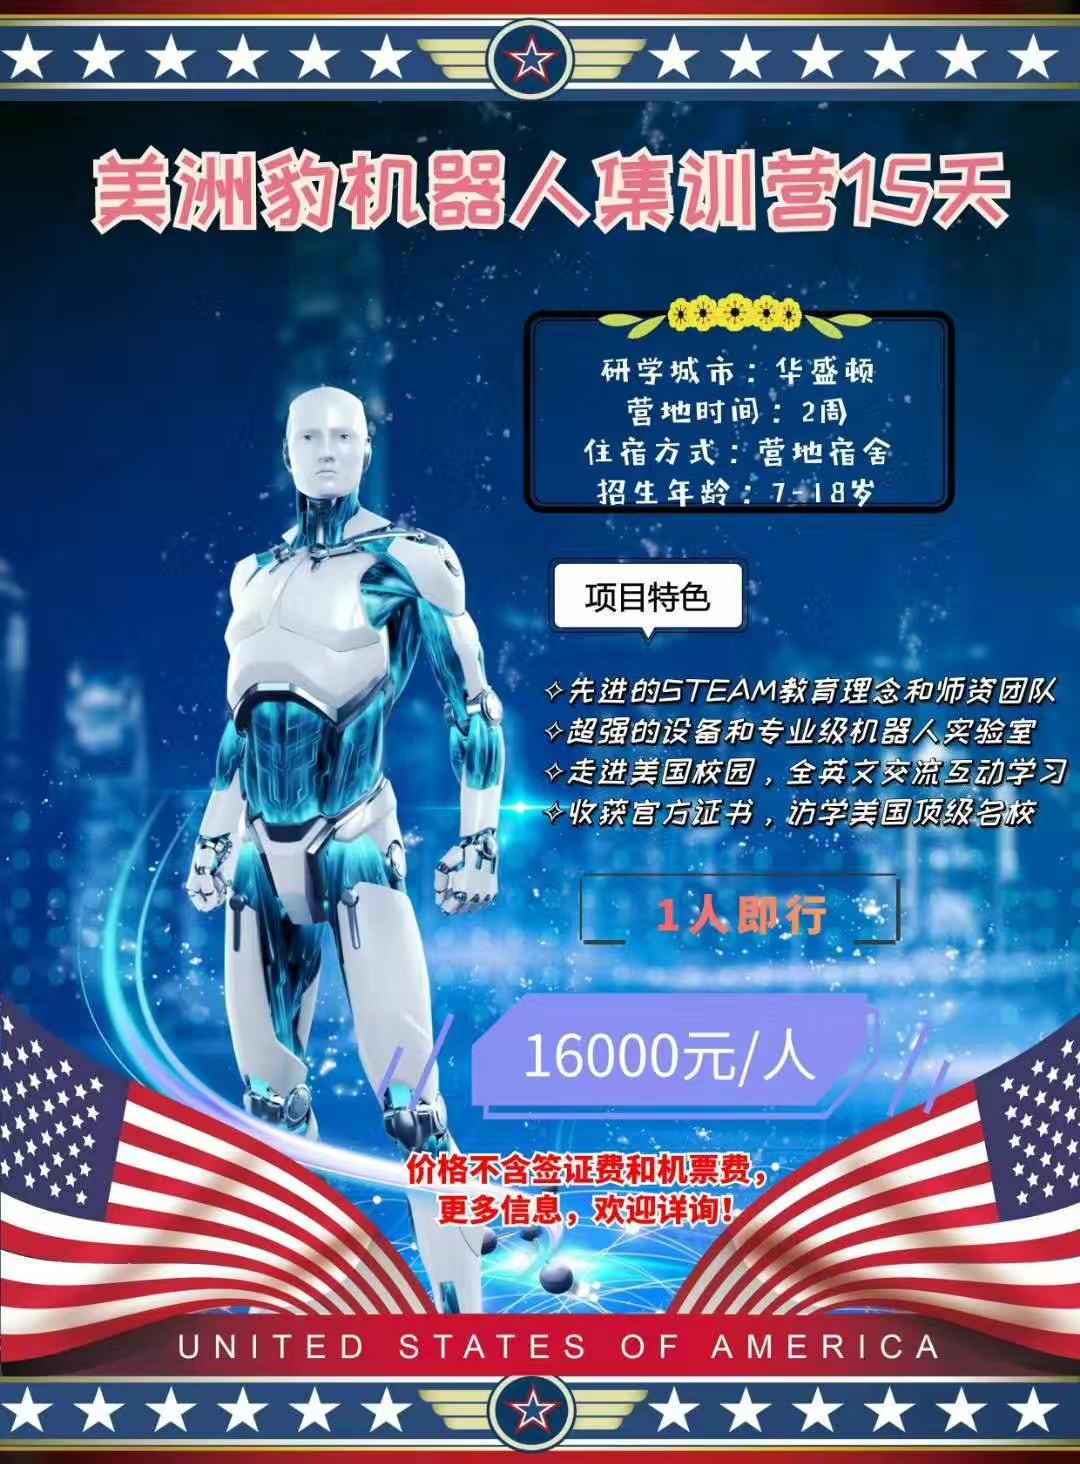 美洲豹机器人集训营15天
研学城市：华盛顿
营地时间：2周
住宿方式：营地宿舍
招生年龄：7-18岁
项目特色
✧先进的STEAM教育理念和师资团队
✧超强的设备和专业级机器人实验室
✧走进美国校园，全英文交流互动学习
✧收获官方证书，访学美国顶级名校
1人即行
16000元/人
价格不含签证费和机票费，
更多信息，欢迎详询！
UNITED STATES OF AMERICA